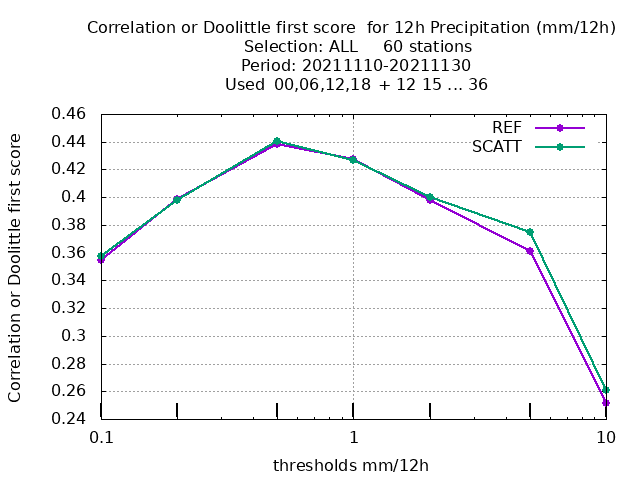 Correlation or Doolittle first score  for 12h Precipitation (mm/12h)
Selection: ALL     60 stations
Period: 20211110-20211130
Used  00,06,12,18  + 12 15 ... 36
REF
SCATT
Correlation or Doolittle first score
0.46
0.44
0.42
0.4
0.38
0.36
0.34
0.32
0.3
0.28
0.26
0.24
0.1
1
10
thresholds mm/12h